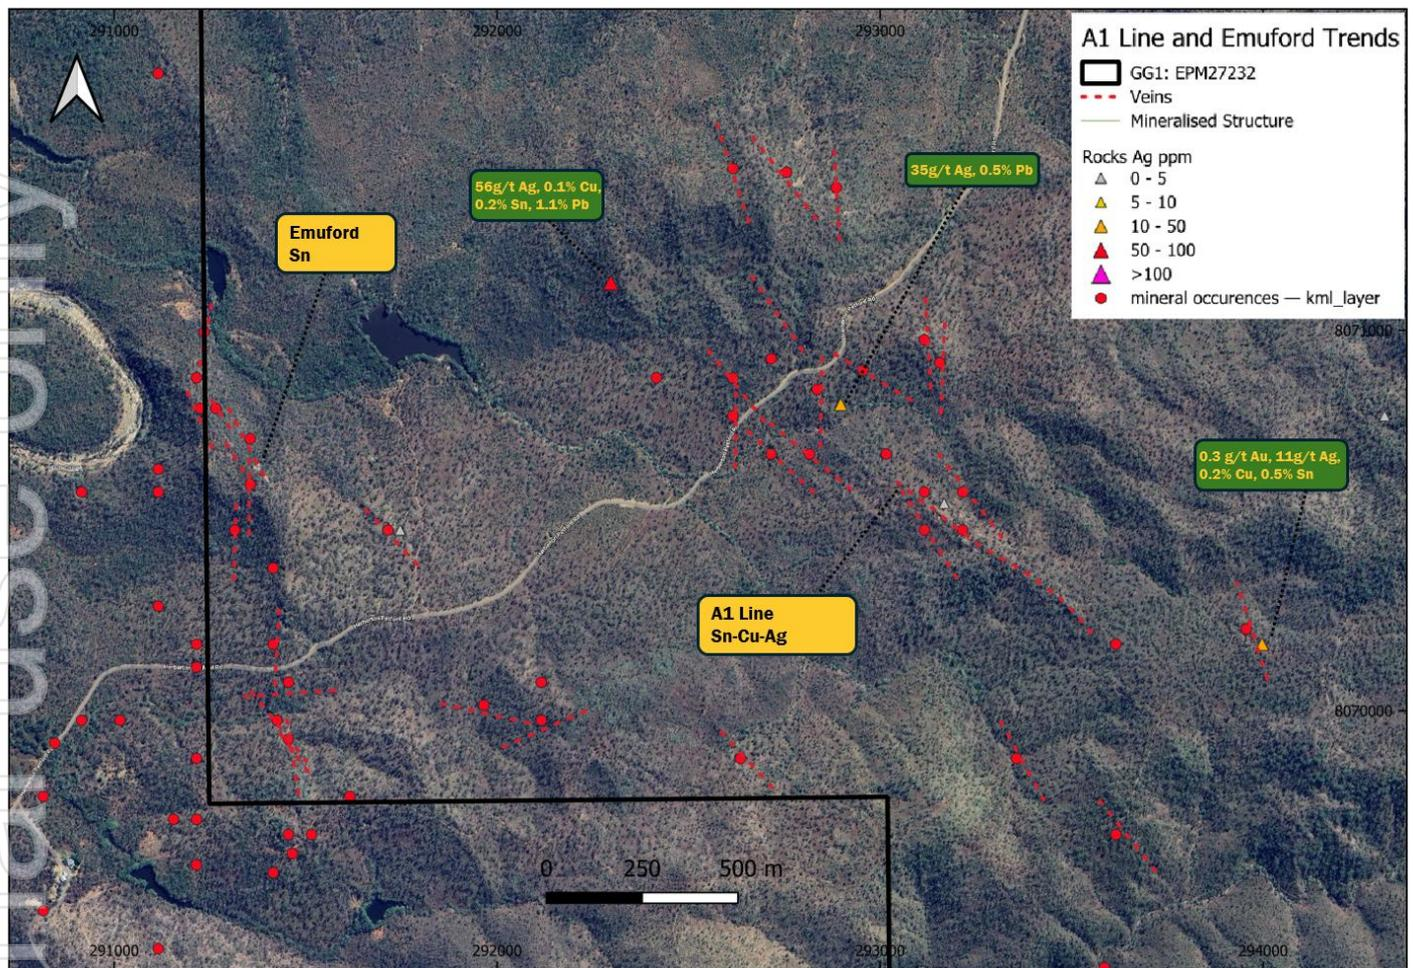 291000
292000
293000
A1 Line and Emuford Trends
GG1: EPM27232
Veins
Mineralised Structure
Rocks Ag ppm
0 - 5
5 - 10
10 - 50
50 - 100
>100
mineral occurences — kml_layer
35g/t Ag, 0.5% Pb
56g/t Ag, 0.1% Cu,
0.2% Sn, 1.1% Pb
Emuford
Sn
8071000
0.3 g/t Au, 11g/t Ag,
0.2% Cu, 0.5% Sn
A1 Line
Sn-Cu-Ag
8070000
0 250 500 m
291000
292000
293000
294000